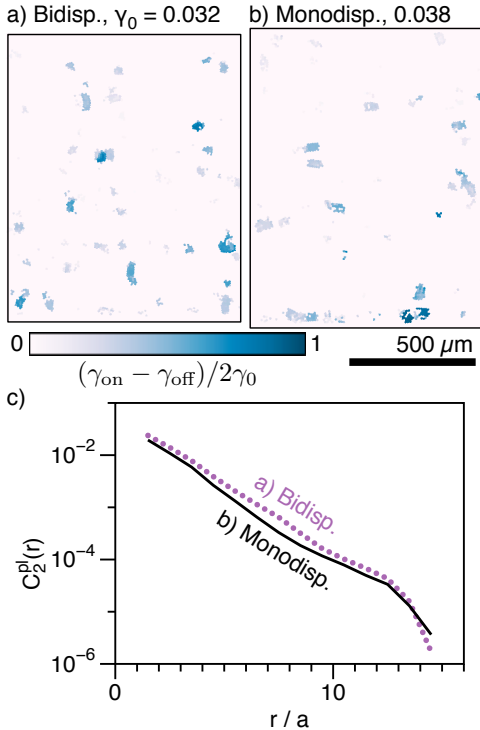 a) Bidisp., γ₀ = 0.032
b) Monodisp., 0.038
0
1
(γon − γoff)/2γ₀
500 µm
c)
10⁻²
10⁻⁴
10⁻⁶
C₂ᵖˡ(r)
a) Bidisp.
b) Monodisp.
0
10
r / a